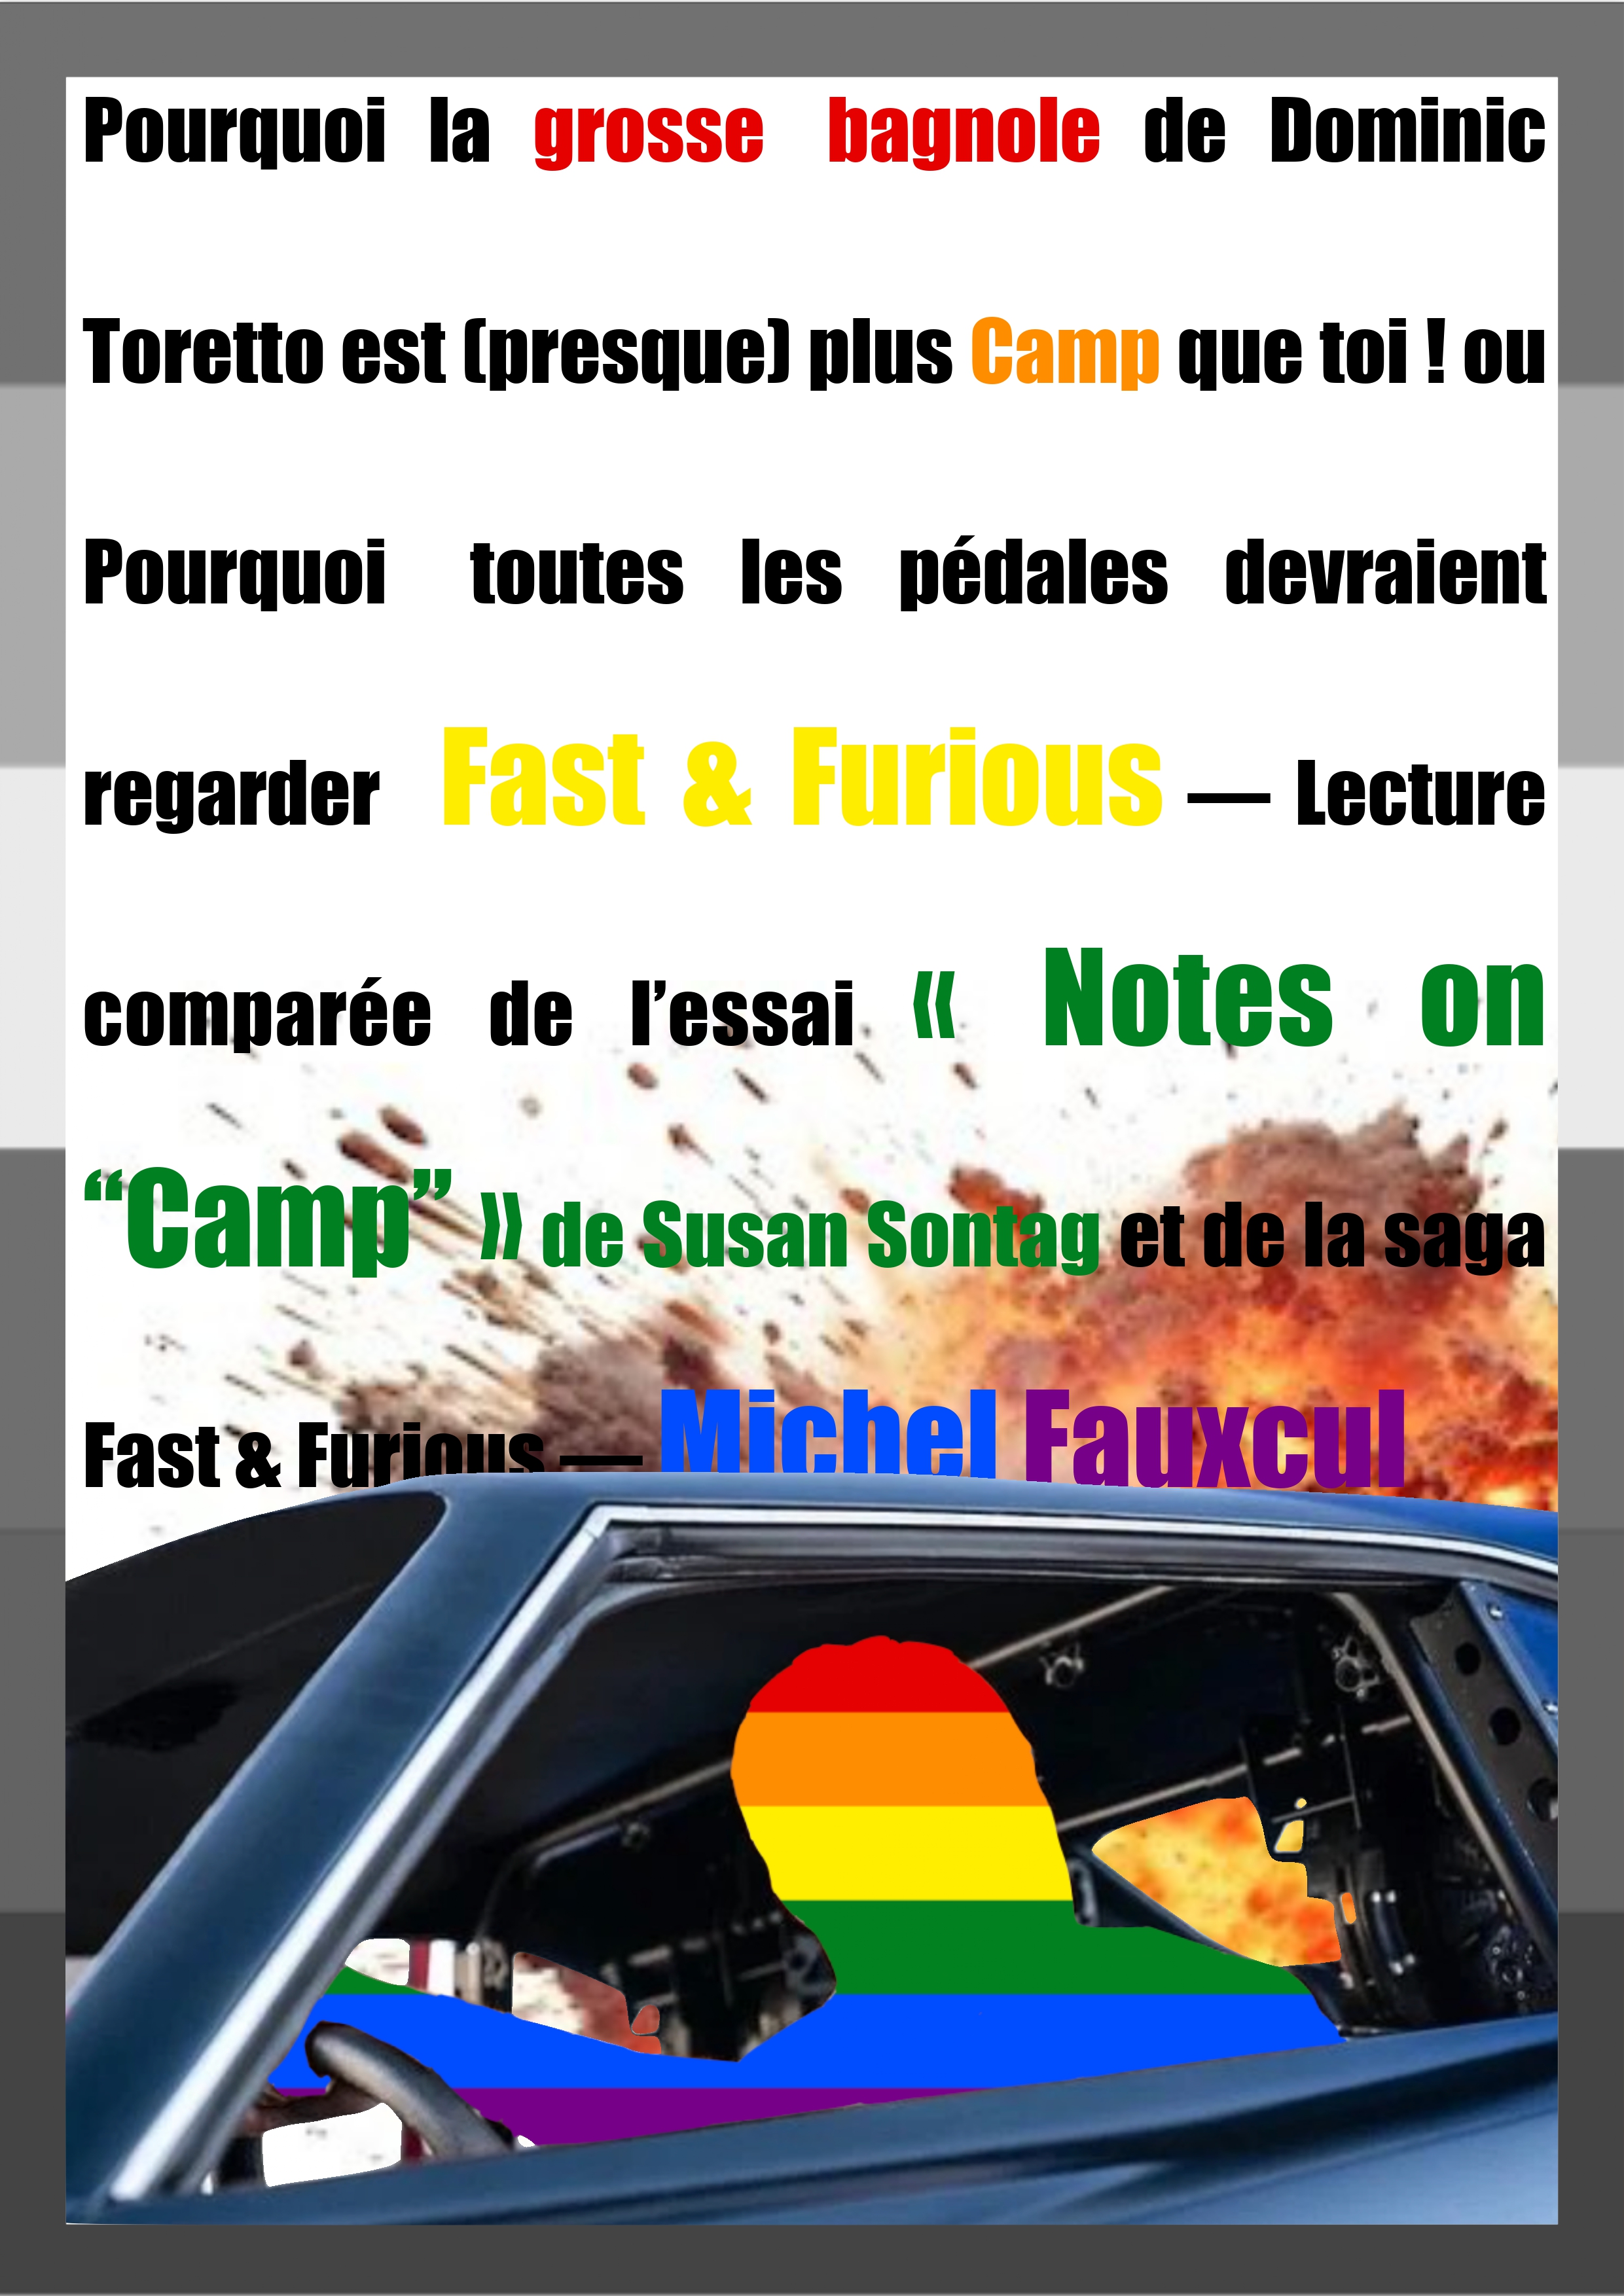 Pourquoi la grosse bagnole de Dominic
Toretto est (presque) plus Camp que toi ! ou
Pourquoi toutes les pédales devraient
regarder Fast & Furious — Lecture
comparée de l’essai « Notes on
“Camp” » de Susan Sontag et de la saga
Fast & Furious — Michel Fauxcul